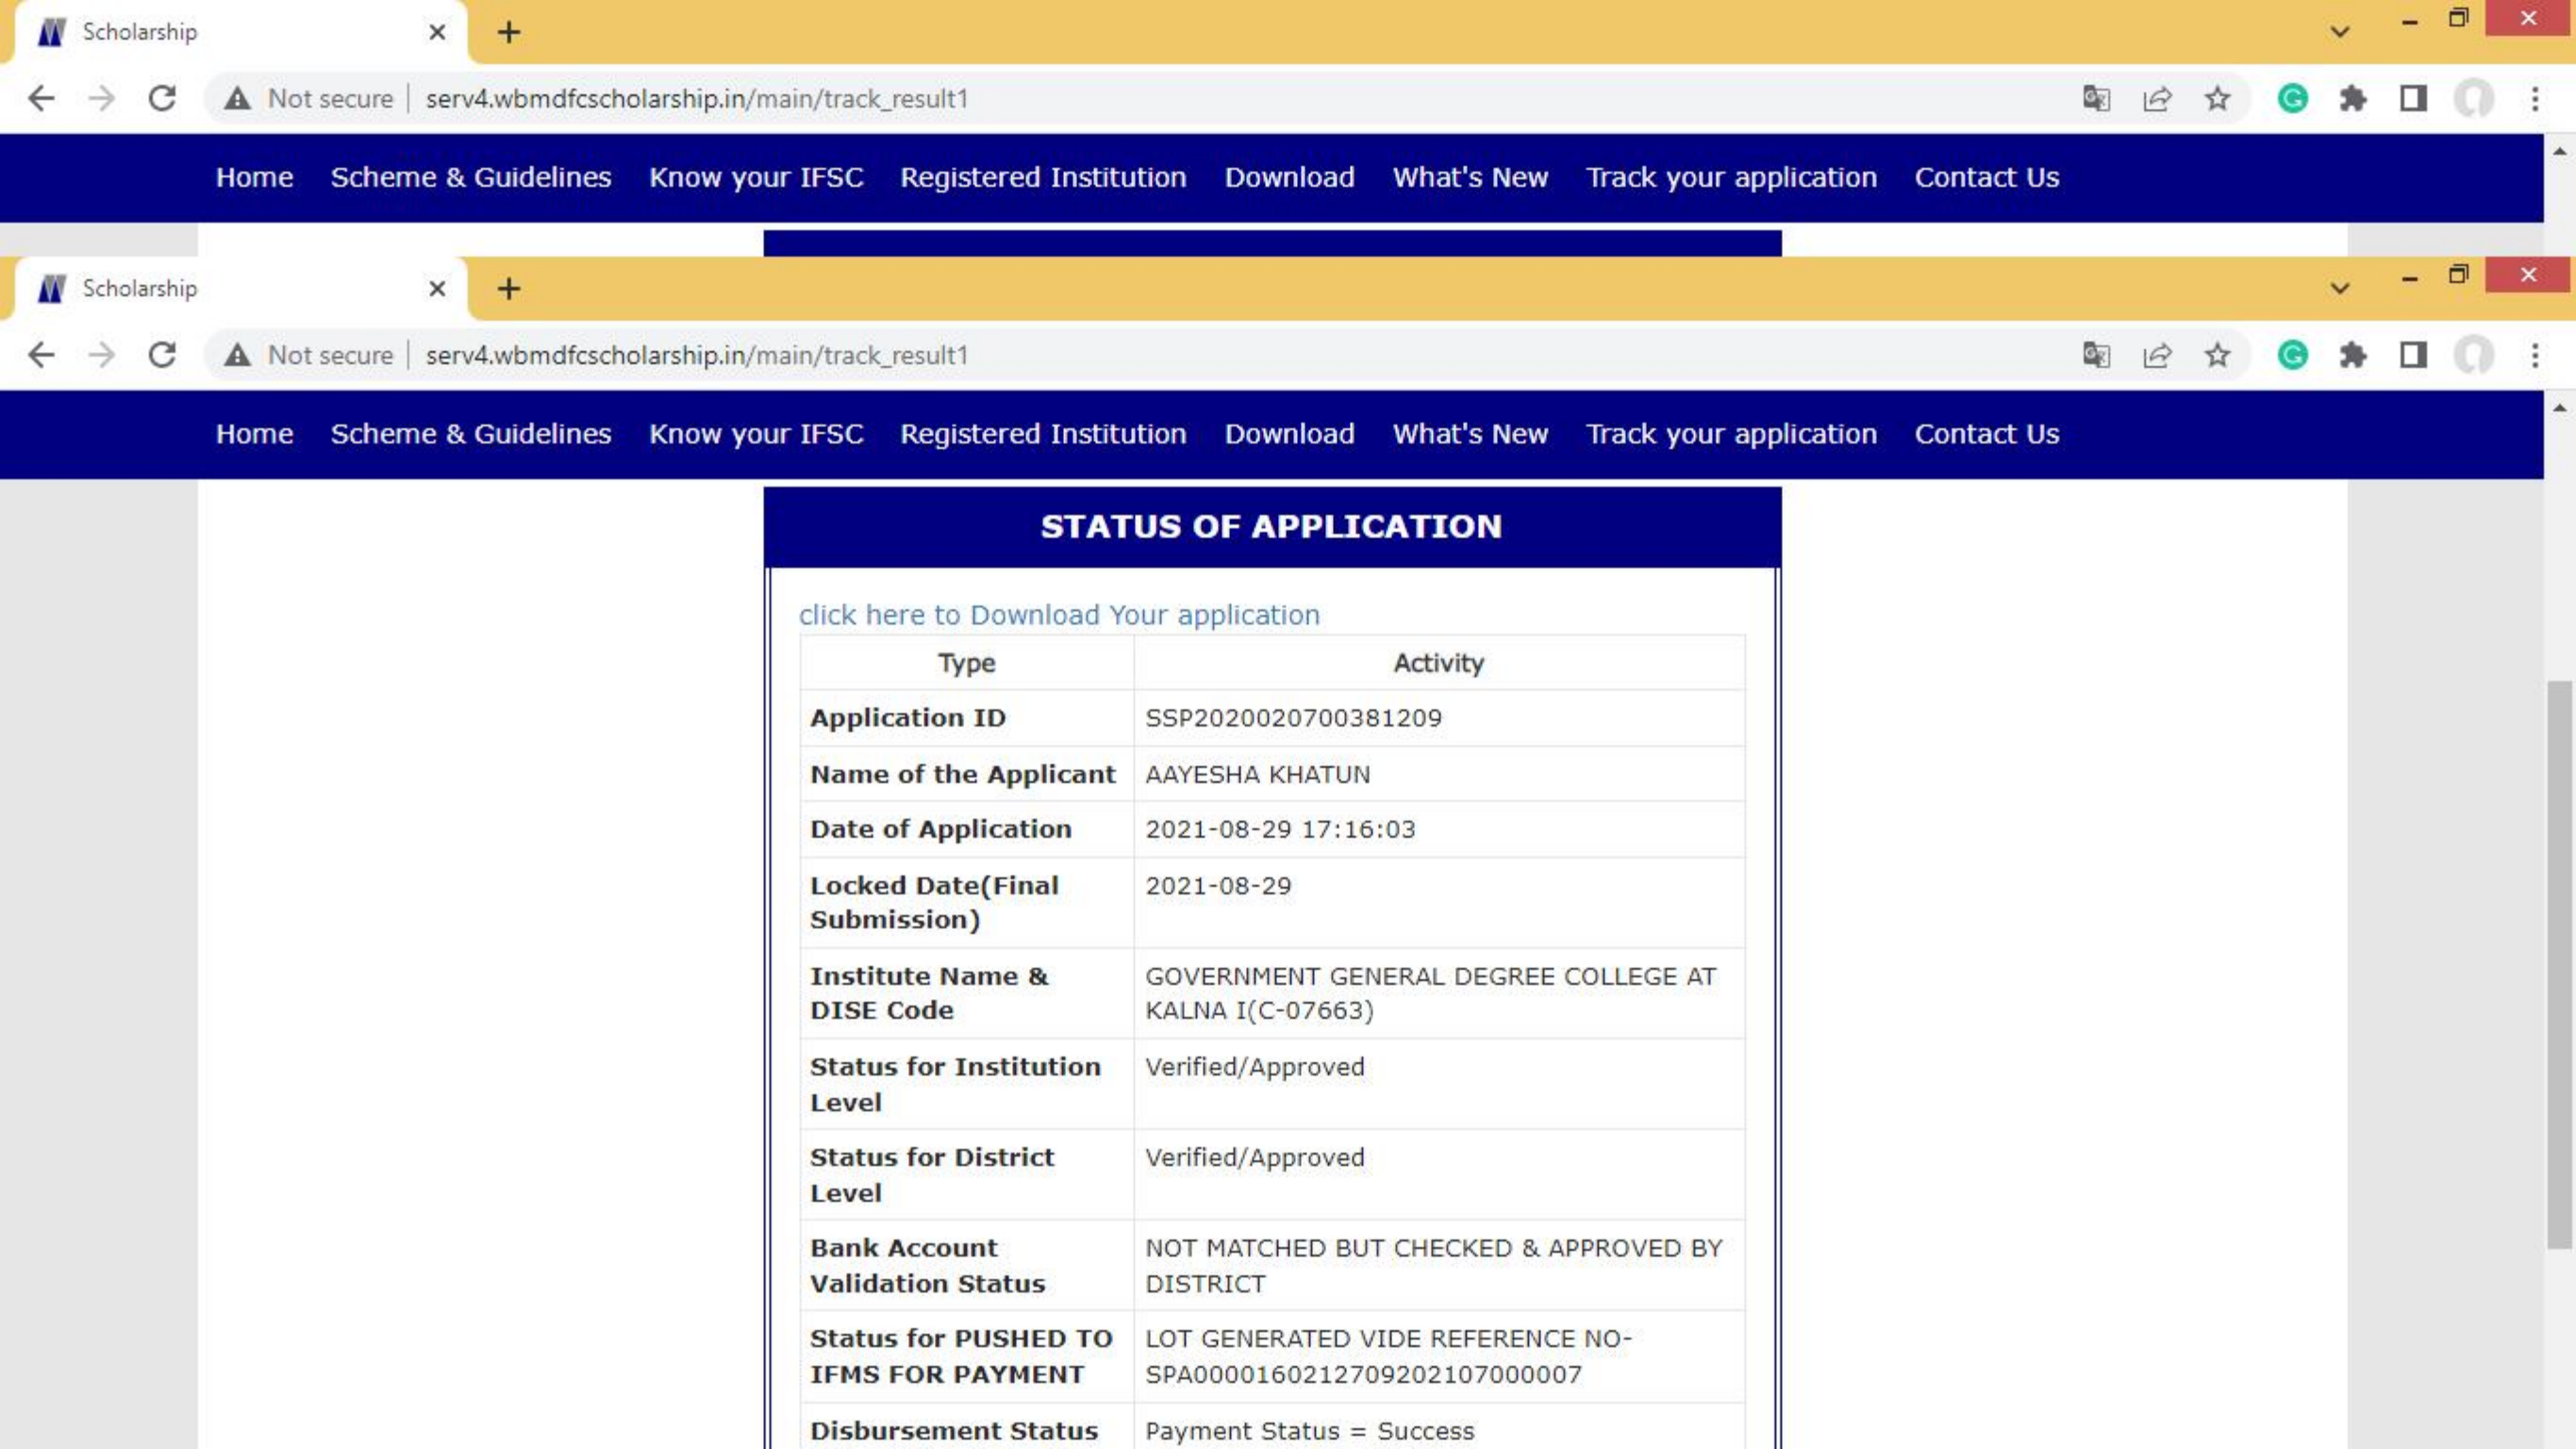 Scholarship
Not secure serv4.wbmdfcscholarship.in/main/track_result1
Home Scheme & Guidelines Know your IFSC Registered Institution Download What's New Track your application Contact Us
Scholarship
Not secure serv4.wbmdfcscholarship.in/main/track_result1
Home Scheme & Guidelines Know your IFSC Registered Institution Download What's New Track your application Contact Us
STATUS OF APPLICATION
click here to Download Your application
Type Activity
Application ID SSP2020020700381209
Name of the Applicant AAYESHA KHATUN
Date of Application 2021-08-29 17:16:03
Locked Date(Final 2021-08-29
Submission)
Institute Name & GOVERNMENT GENERAL DEGREE COLLEGE AT
DISE Code KALNA I(C-07663)
Status for Institution Verified/Approved
Level
Status for District Verified/Approved
Level
Bank Account NOT MATCHED BUT CHECKED & APPROVED BY
Validation Status DISTRICT
Status for PUSHED TO LOT GENERATED VIDE REFERENCE NO-
IFMS FOR PAYMENT SPA00001602127092021070000​07
Disbursement Status Payment Status = Success